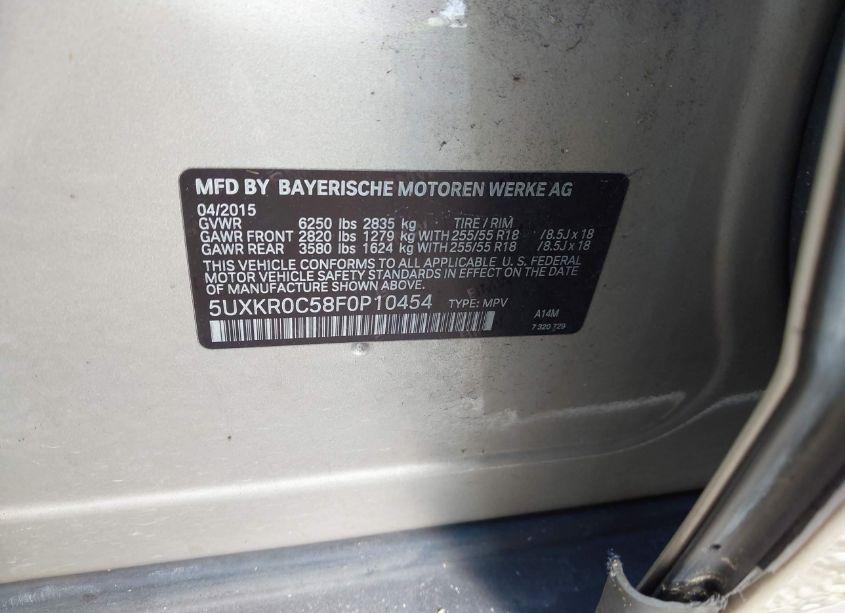 MFD BY BAYERISCHE MOTOREN WERKE AG
04/2015
GVWR 6250 lbs 2835 kg TIRE / RIM
GAWR FRONT 2820 lbs 1279 kg WITH 255/55 R18 /8.5J x 18
GAWR REAR 3580 lbs 1624 kg WITH 255/55 R18 /8.5J x 18
THIS VEHICLE CONFORMS TO ALL APPLICABLE U. S. FEDERAL
MOTOR VEHICLE SAFETY STANDARDS IN EFFECT ON THE DATE
OF MANUFACTURE SHOWN ABOVE.
5UXKR0C58F0P10454 TYPE: MPV
A14M
7 320 729